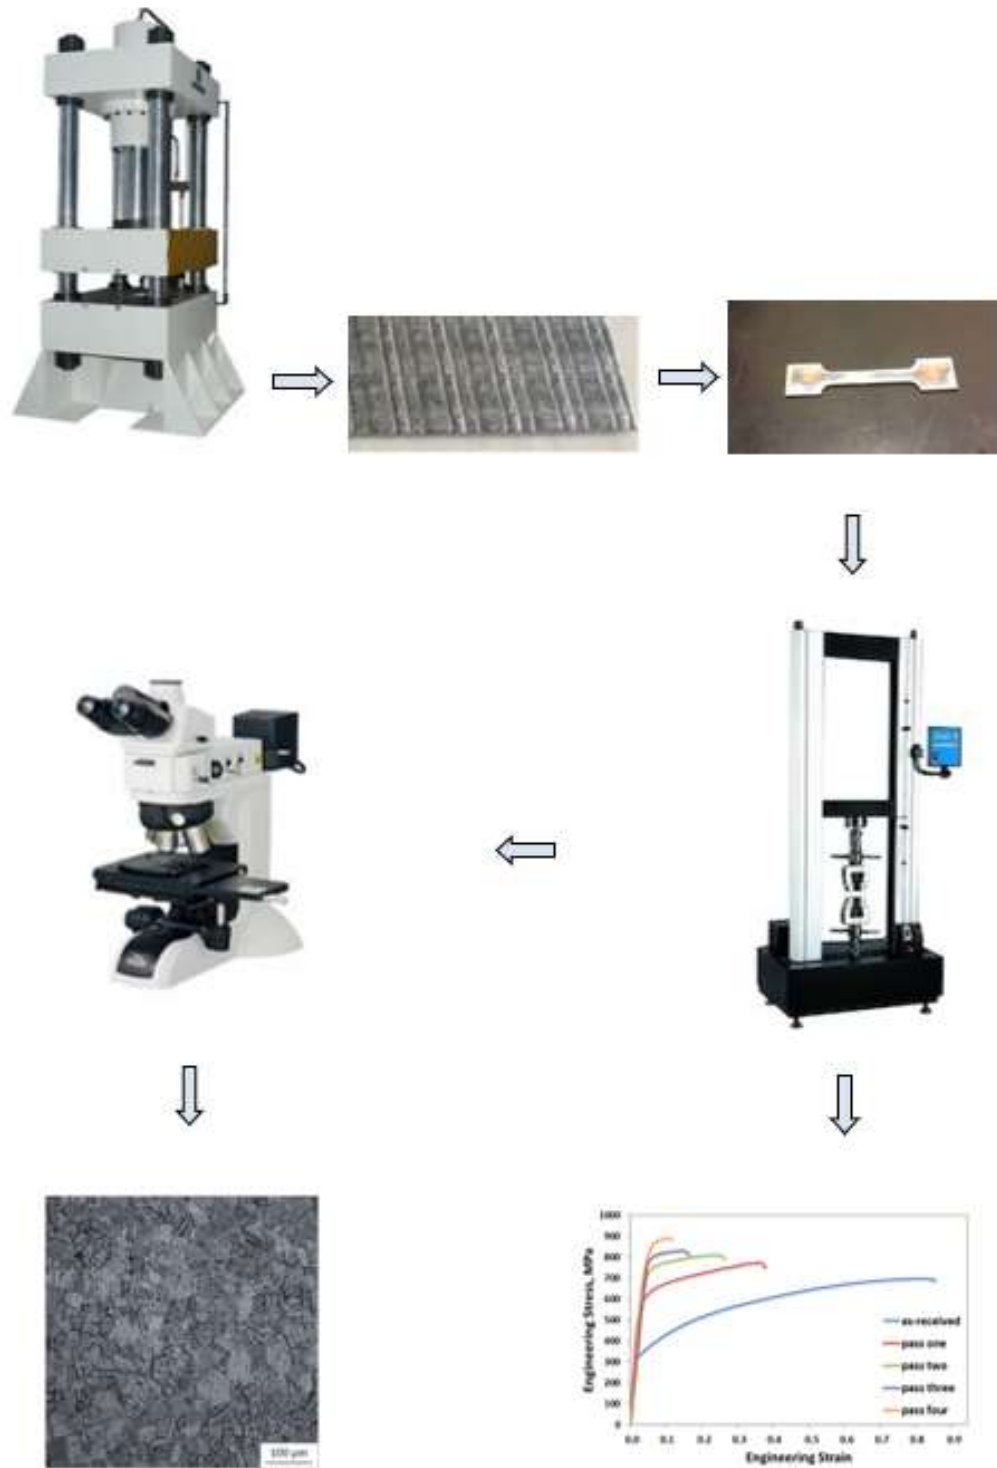 100 µm
Engineering Stress, MPa
1000
900
800
700
600
500
400
300
200
100
0
as-received
pass one
pass two
pass three
pass four
0.0 0.1 0.2 0.3 0.4 0.5 0.6 0.7 0.8 0.9
Engineering Strain